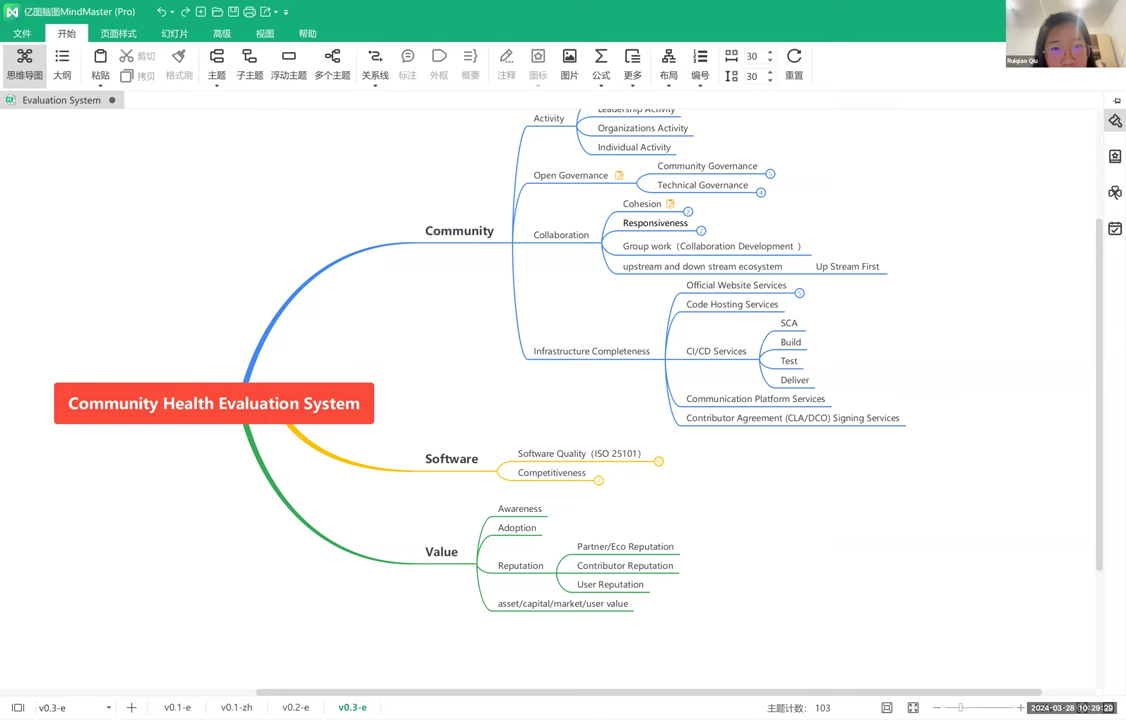 亿图脑图MindMaster (Pro)
文件 开始 页面样式 幻灯片 高级 视图 帮助
思维导图 大纲 粘贴 剪切 拷贝 格式刷 主题 子主题 浮动主题 多个主题 关系线 标注 外框 概要 注释 图标 图片 公式 更多 布局 编号 30 30 重置
Ruiqiao Qu
Evaluation System
Leadership Activity
Activity
Organizations Activity
Individual Activity
Community Governance 5
Open Governance
Technical Governance 4
Cohesion 2
Responsiveness 2
Community
Collaboration
Group work（Collaboration Development ）
upstream and down stream ecosystem Up Stream First
Official Website Services 5
Code Hosting Services
SCA
Build
Infrastructure Completeness
CI/CD Services
Test
Deliver
Communication Platform Services
Contributor Agreement (CLA/DCO) Signing Services
Community Health Evaluation System
Software
Software Quality（ISO 25101）
Competitiveness
Awareness
Adoption
Value
Partner/Eco Reputation
Reputation
Contributor Reputation
User Reputation
asset/capital/market/user value
v0.3-e v0.1-e v0.1-zh v0.2-e v0.3-e 主题计数： 103
2024-03-28 10:29:29